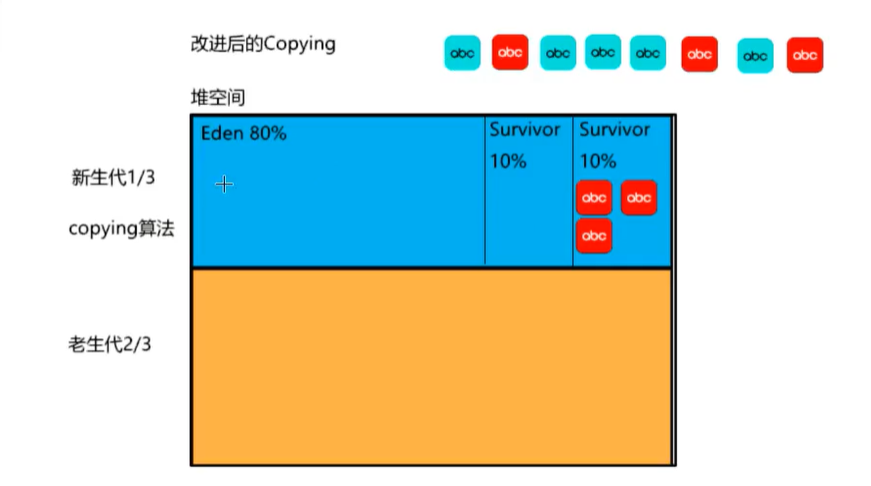 改进后的Copying
abc abc abc abc abc abc abc abc
堆空间
Eden 80%
Survivor
10%
Survivor
10%
abc abc
abc
新生代1/3
copying算法
老生代2/3